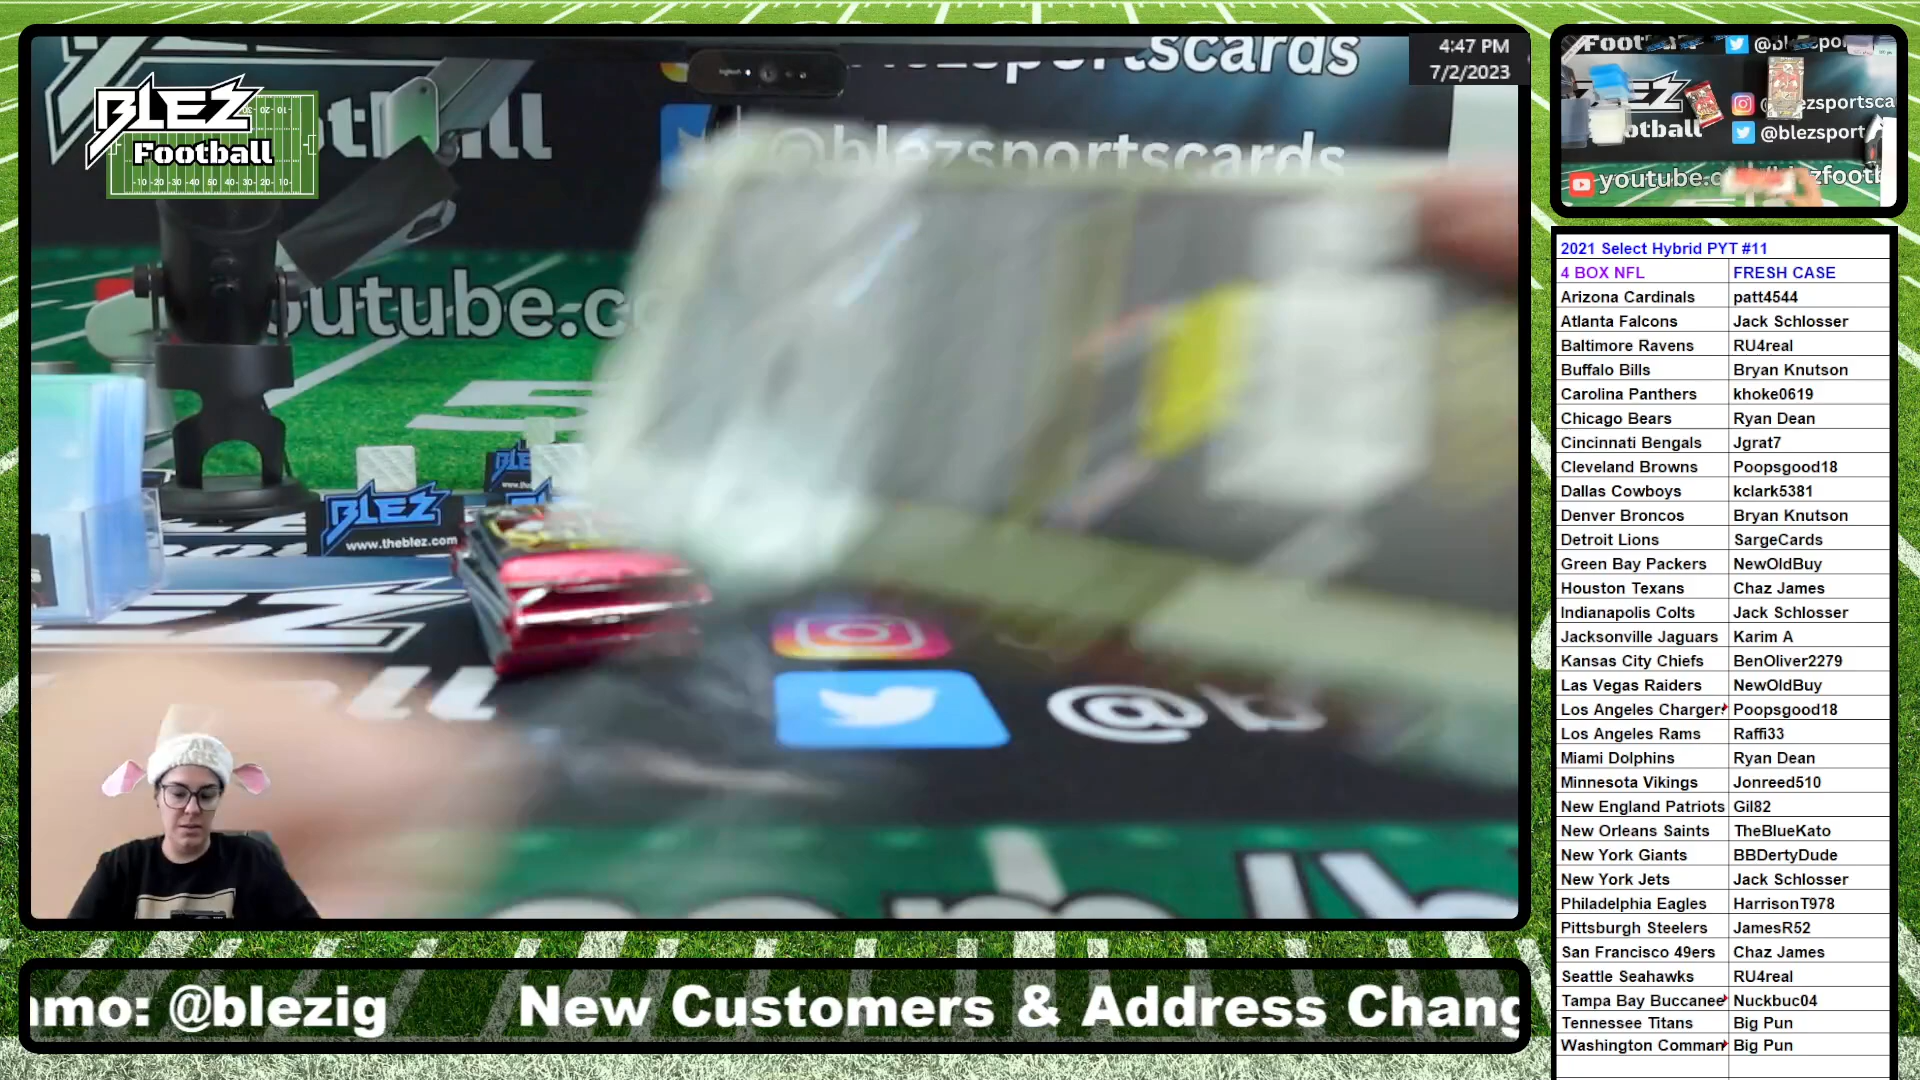 BLEZ
Football
scards
4:47 PM
7/2/2023
@blezsportscards
outube.c
BLEZ
www.theblez.com
Foot
@blezsportsca
@blezsport
otball
youtube.c
2021 Select Hybrid PYT #11
4 BOX NFL FRESH CASE
Arizona Cardinals patt4544
Atlanta Falcons Jack Schlosser
Baltimore Ravens RU4real
Buffalo Bills Bryan Knutson
Carolina Panthers khoke0619
Chicago Bears Ryan Dean
Cincinnati Bengals Jgrat7
Cleveland Browns Poopsgood18
Dallas Cowboys kclark5381
Denver Broncos Bryan Knutson
Detroit Lions SargeCards
Green Bay Packers NewOldBuy
Houston Texans Chaz James
Indianapolis Colts Jack Schlosser
Jacksonville Jaguars Karim A
Kansas City Chiefs BenOliver2279
Las Vegas Raiders NewOldBuy
Los Angeles Charger Poopsgood18
Los Angeles Rams Raffi33
Miami Dolphins Ryan Dean
Minnesota Vikings Jonreed510
New England Patriots Gil82
New Orleans Saints TheBlueKato
New York Giants BBDertyDude
New York Jets Jack Schlosser
Philadelphia Eagles HarrisonT978
Pittsburgh Steelers JamesR52
San Francisco 49ers Chaz James
Seattle Seahawks RU4real
Tampa Bay Buccanee Nuckbuc04
Tennessee Titans Big Pun
Washington Comman Big Pun
mo: @blezig New Customers & Address Chang